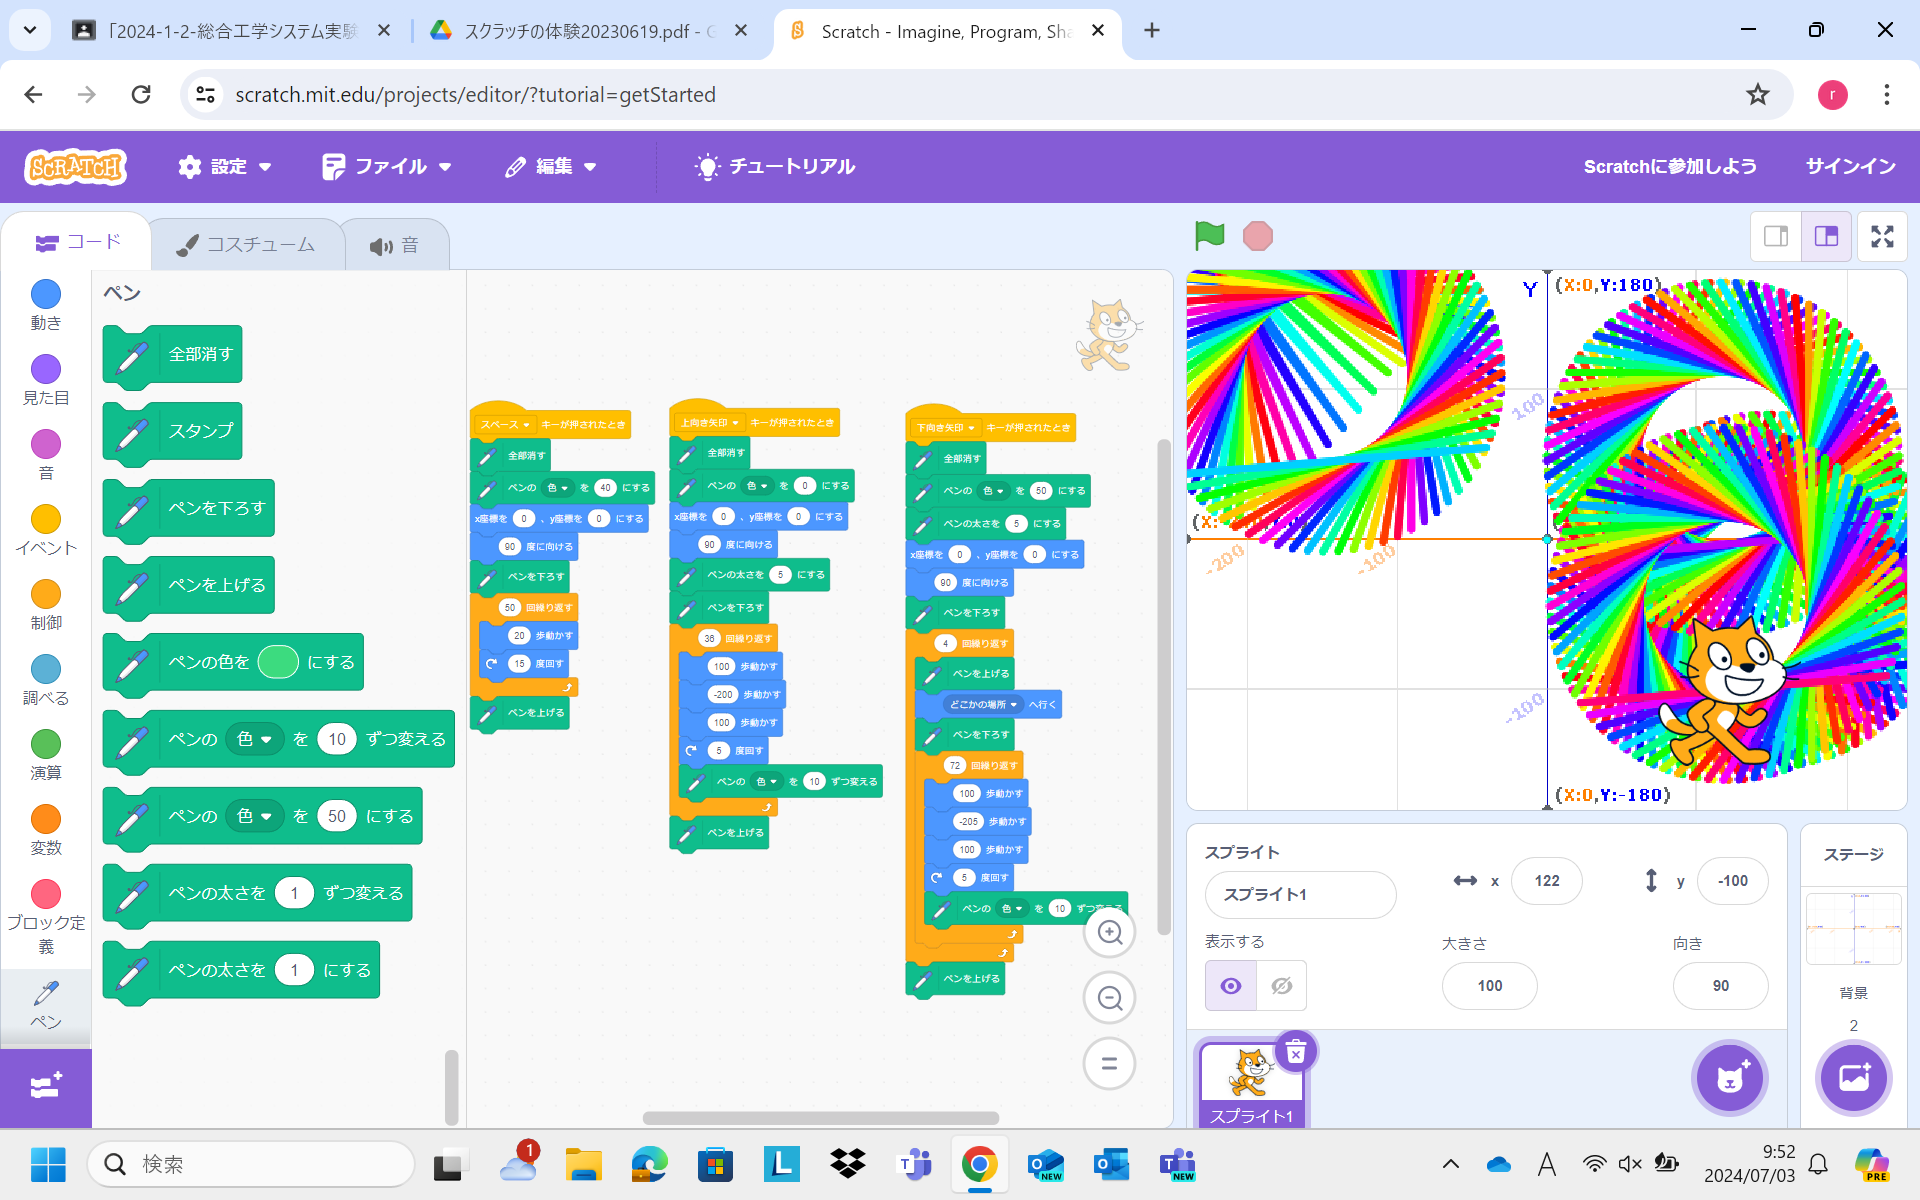 「2024-1-2-総合工学システム実験
スクラッチの体験20230619.pdf - G
Scratch - Imagine, Program, Sha
scratch.mit.edu/projects/editor/?tutorial=getStarted
r
SCRATCH
設定
ファイル
編集
チュートリアル
Scratchに参加しよう
サインイン
コード
コスチューム
音
動き
見た目
音
イベント
制御
調べる
演算
変数
ブロック定
義
ペン
ペン
全部消す
スタンプ
ペンを下ろす
ペンを上げる
ペンの色を にする
ペンの 色 を 10 ずつ変える
ペンの 色 を 50 にする
ペンの太さを 1 ずつ変える
ペンの太さを 1 にする
スペース キーが押されたとき
全部消す
ペンの 色 を 40 にする
x座標を 0 、y座標を 0 にする
90 度に向ける
ペンを下ろす
50 回繰り返す
20 歩動かす
15 度回す
ペンを上げる
上向き矢印 キーが押されたとき
全部消す
ペンの 色 を 0 にする
x座標を 0 、y座標を 0 にする
90 度に向ける
ペンの太さを 5 にする
ペンを下ろす
36 回繰り返す
100 歩動かす
-200 歩動かす
100 歩動かす
5 度回す
ペンの 色 を 10 ずつ変える
ペンを上げる
下向き矢印 キーが押されたとき
全部消す
ペンの 色 を 50 にする
ペンの太さを 5 にする
x座標を 0 、y座標を 0 にする
90 度に向ける
ペンを下ろす
4 回繰り返す
ペンを上げる
どこかの場所 へ行く
ペンを下ろす
72 回繰り返す
100 歩動かす
-205 歩動かす
100 歩動かす
5 度回す
ペンの 色 を 10 ずつ変える
ペンを上げる
Y
(X:0,Y:180)
100
(X:
-200
-100
-100
(X:0,Y:-180)
スプライト
スプライト1
x 122
y -100
表示する
大きさ
100
向き
90
スプライト1
ステージ
背景
2
検索
1
L
T
NEW
NEW
A
9:52
2024/07/03
PRE